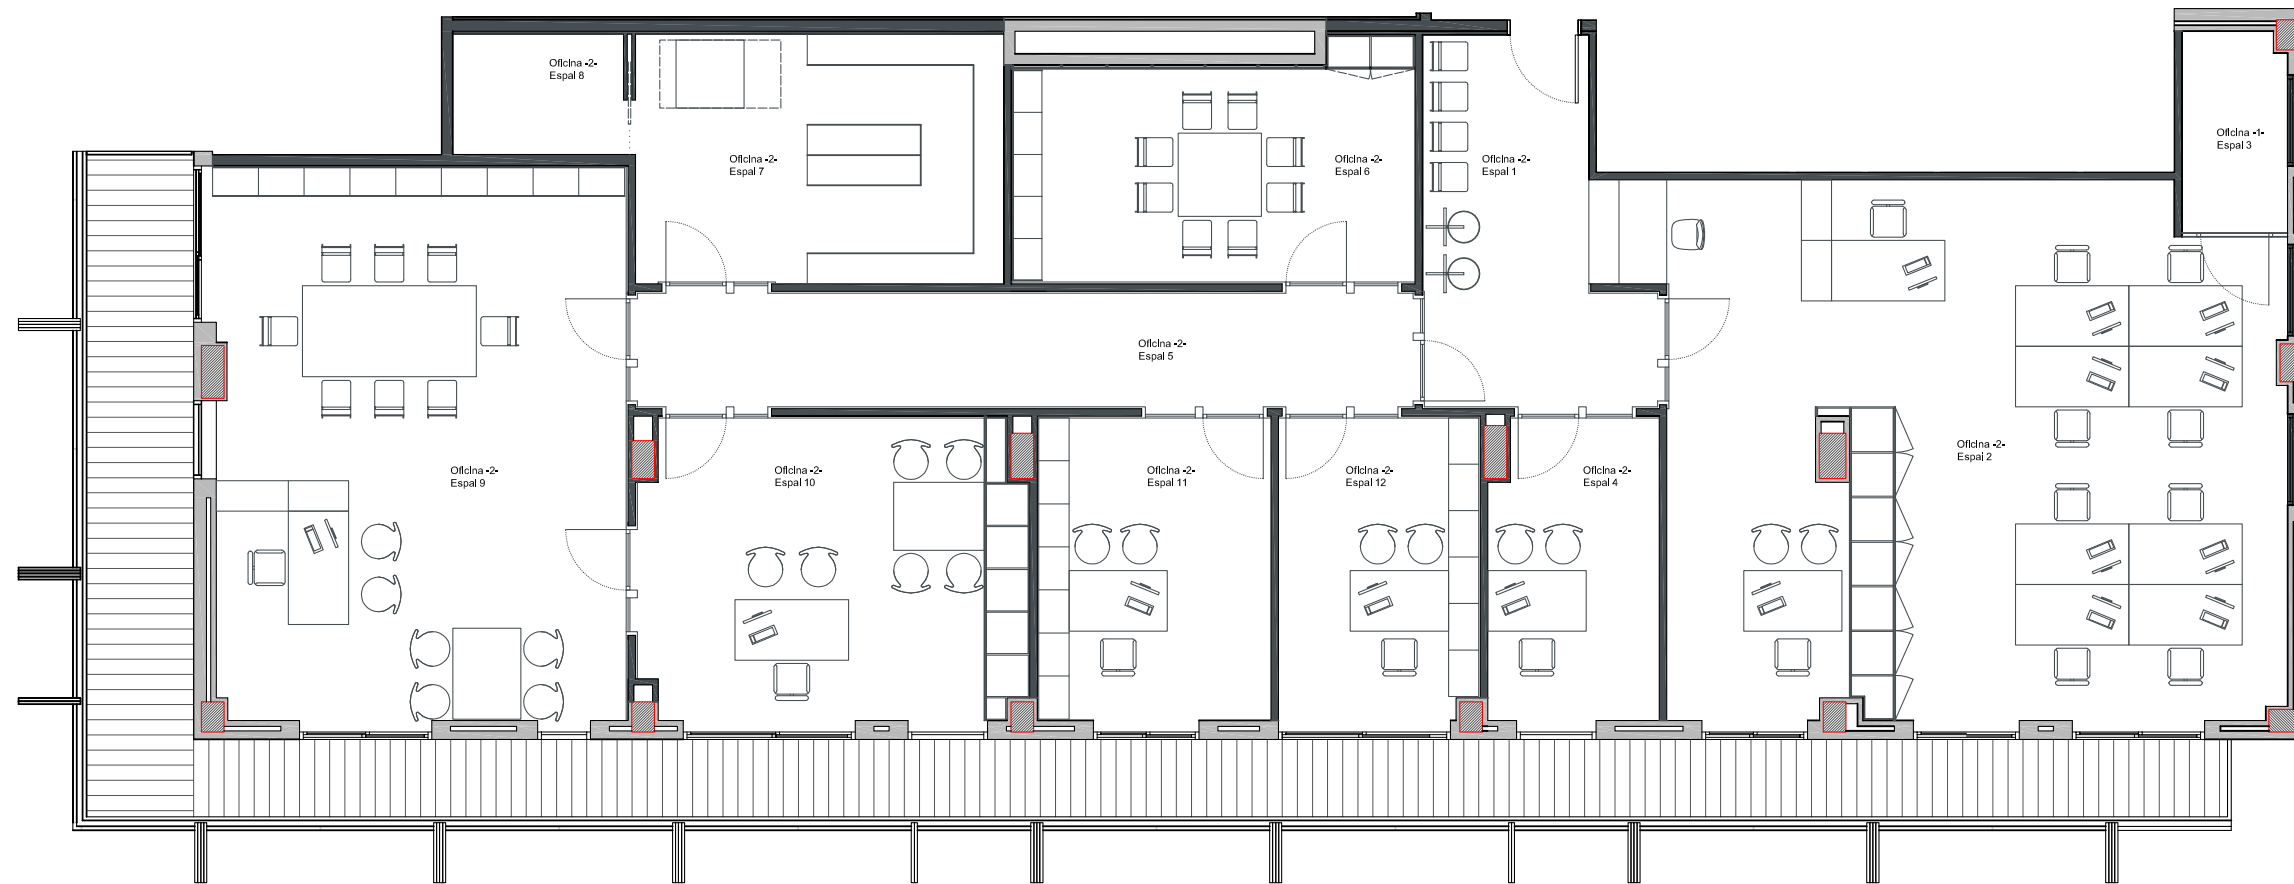 Oficina -2-
Espai 8
Oficina -2-
Espai 7
Oficina -2-
Espai 6
Oficina -2-
Espai 1
Oficina -1-
Espai 3
Oficina -2-
Espai 5
Oficina -2-
Espai 9
Oficina -2-
Espai 10
Oficina -2-
Espai 11
Oficina -2-
Espai 12
Oficina -2-
Espai 4
Oficina -2-
Espai 2